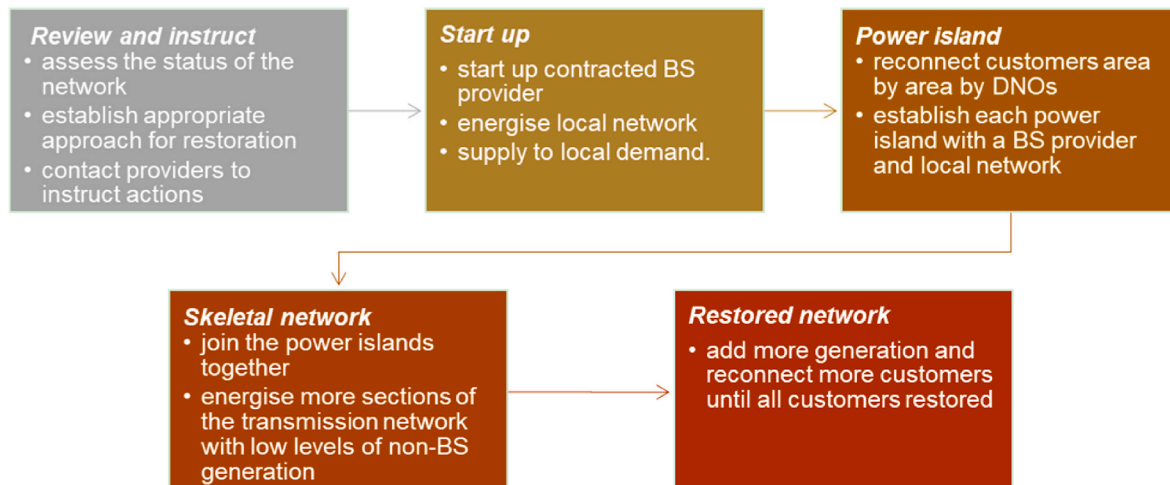 Review and instruct
• assess the status of the
network
• establish appropriate
approach for restoration
• contact providers to
instruct actions
Start up
• start up contracted BS
provider
• energise local network
• supply to local demand.
Power island
• reconnect customers area
by area by DNOs
• establish each power
island with a BS provider
and local network
Skeletal network
• join the power islands
together
• energise more sections of
the transmission network
with low levels of non-BS
generation
Restored network
• add more generation and
reconnect more customers
until all customers restored